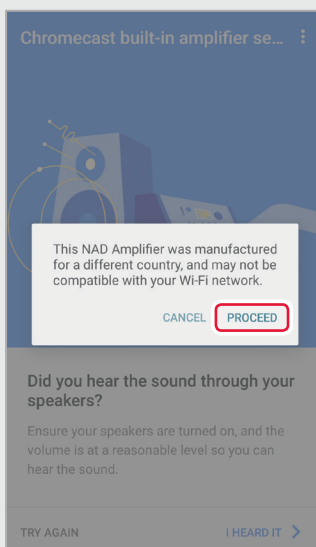 Chromecast built-in amplifier se...
This NAD Amplifier was manufactured
for a different country, and may not be
compatible with your Wi-Fi network.
CANCEL PROCEED
Did you hear the sound through your
speakers?
Ensure your speakers are turned on, and the
volume is at a reasonable level so you can
hear the sound.
TRY AGAIN I HEARD IT